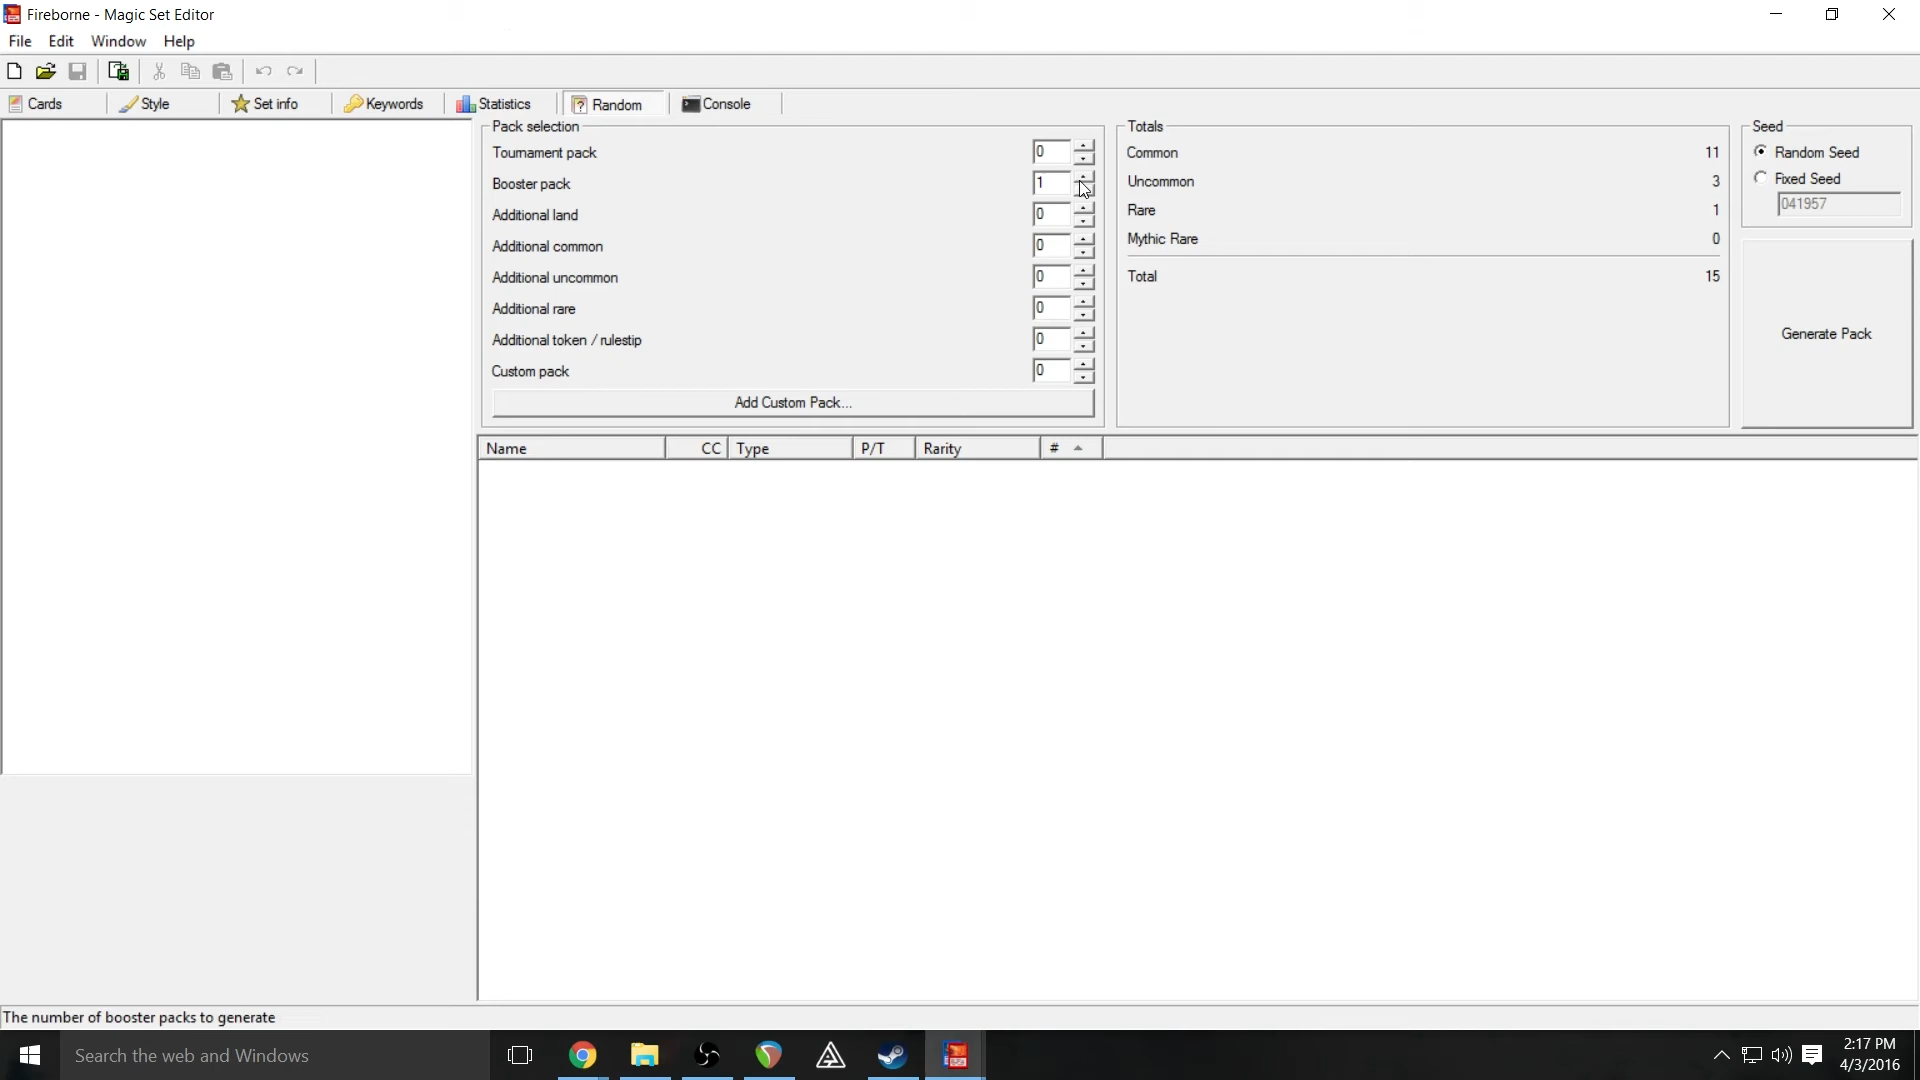 Fireborne - Magic Set Editor
File Edit Window Help
Cards Style Set info Keywords Statistics Random Console
Pack selection
Tournament pack 0
Booster pack 1
Additional land 0
Additional common 0
Additional uncommon 0
Additional rare 0
Additional token / rulestip 0
Custom pack 0
Add Custom Pack...
Totals
Common 11
Uncommon 3
Rare 1
Mythic Rare 0
Total 15
Seed
Random Seed
Fixed Seed
041957
Generate Pack
Name CC Type P/T Rarity #
The number of booster packs to generate
Search the web and Windows
2:17 PM
4/3/2016